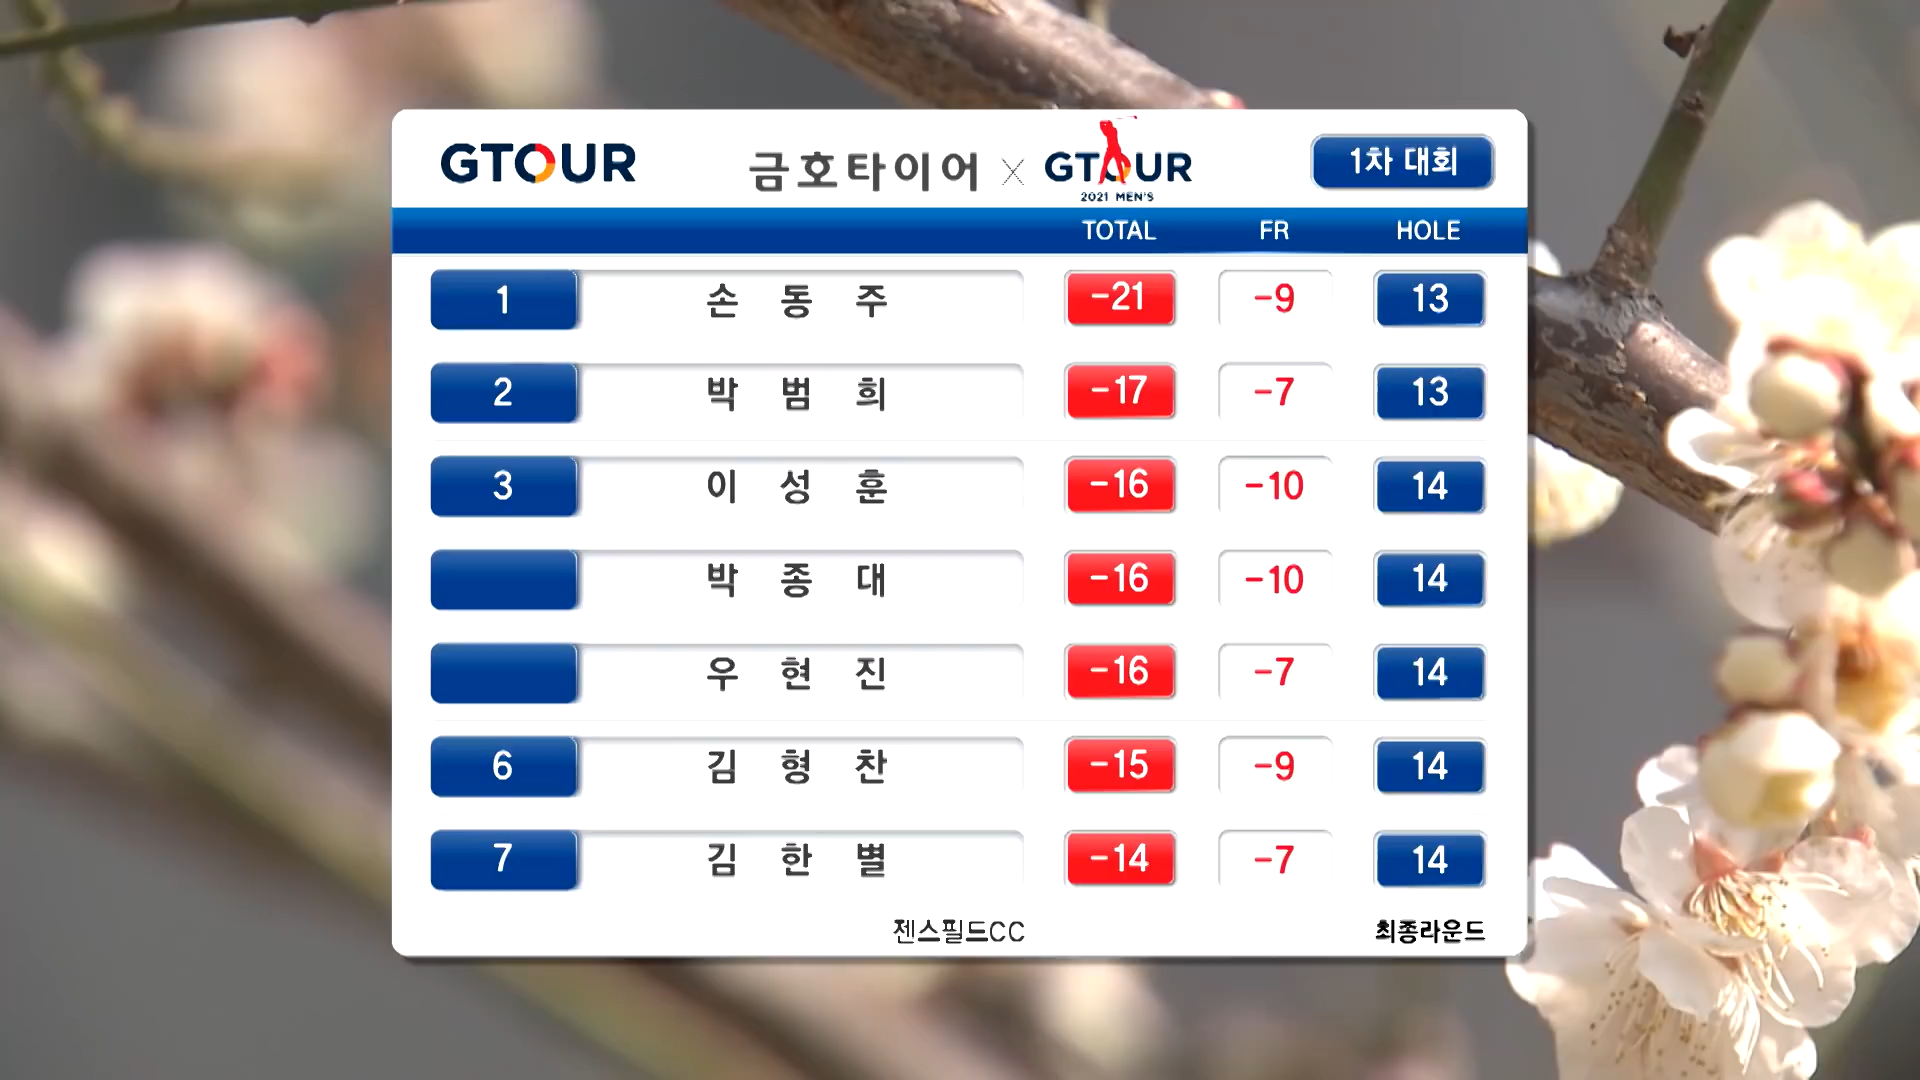 GTOUR 금호타이어 X GTOUR 1차 대회
2021 MEN'S
TOTAL FR HOLE
1 손동주 -21 -9 13
2 박범희 -17 -7 13
3 이성훈 -16 -10 14
박종대 -16 -10 14
우현진 -16 -7 14
6 김형찬 -15 -9 14
7 김한별 -14 -7 14
젠스필드CC 최종라운드